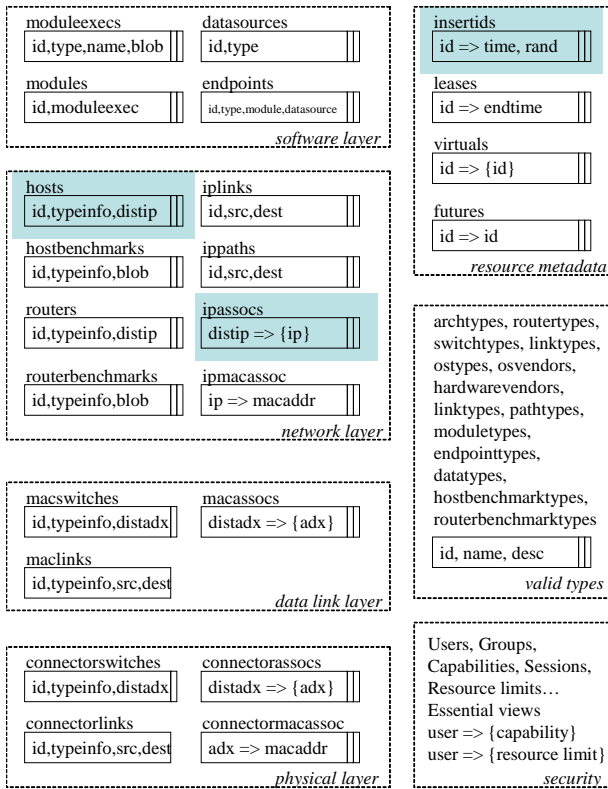 moduleexecs
id,type,name,blob
datasources
id,type
modules
id,moduleexec
endpoints
id,type,module,datasource
software layer
hosts
id,typeinfo,distip
iplinks
id,src,dest
hostbenchmarks
id,typeinfo,blob
ippaths
id,src,dest
routers
id,typeinfo,distip
ipassocs
distip => {ip}
routerbenchmarks
id,typeinfo,blob
ipmacassoc
ip => macaddr
network layer
macswitches
id,typeinfo,distadx
macassocs
distadx => {adx}
maclinks
id,typeinfo,src,dest
data link layer
connectorswitches
id,typeinfo,distadx
connectorassocs
distadx => {adx}
connectorlinks
id,typeinfo,src,dest
connectormacassoc
adx => macaddr
physical layer
insertids
id => time, rand
leases
id => endtime
virtuals
id => {id}
futures
id => id
resource metadata
archtypes, routertypes,
switchtypes, linktypes,
ostypes, osvendors,
hardwarevendors,
linktypes, pathtypes,
moduletypes,
endpointtypes,
datatypes,
hostbenchmarktypes,
routerbenchmarktypes
id, name, desc
valid types
Users, Groups,
Capabilities, Sessions,
Resource limits…
Essential views
user => {capability}
user => {resource limit}
security